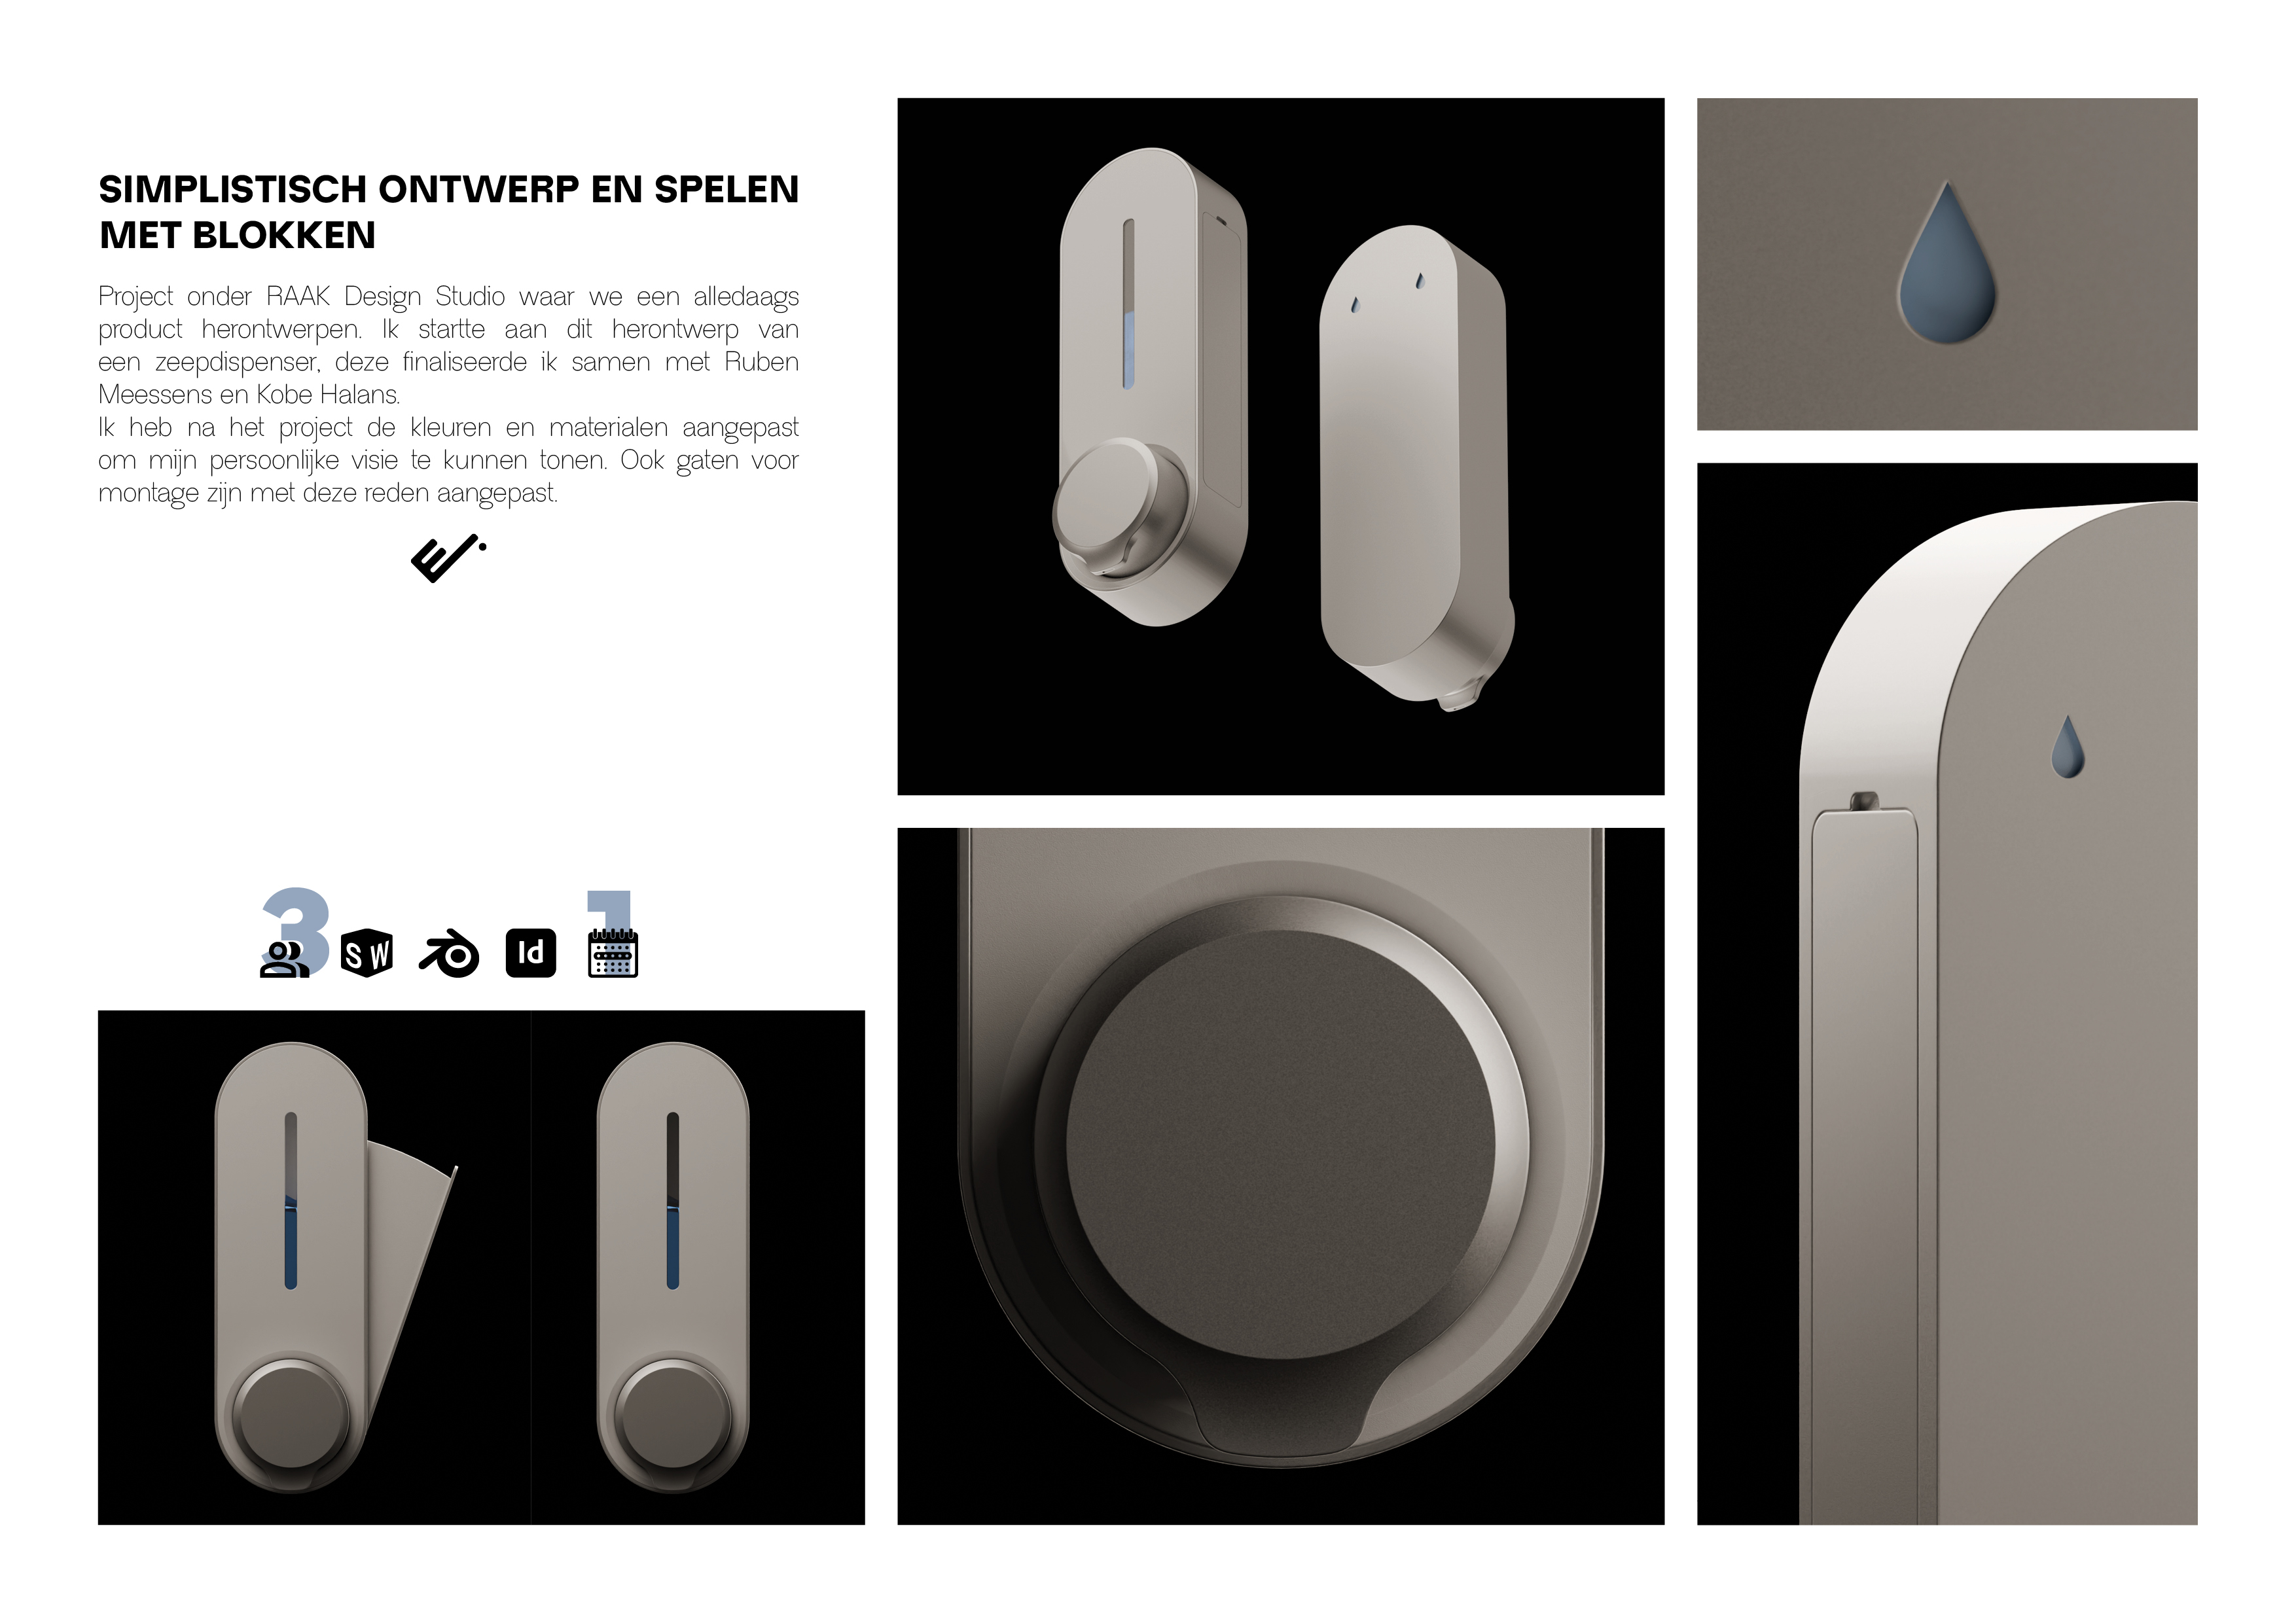 SIMPLISTISCH ONTWERP EN SPELEN
MET BLOKKEN
Project onder RAAK Design Studio waar we een alledaags
product herontwerpen. Ik startte aan dit herontwerp van
een zeepdispenser, deze finaliseerde ik samen met Ruben
Meessens en Kobe Halans.
Ik heb na het project de kleuren en materialen aangepast
om mijn persoonlijke visie te kunnen tonen. Ook gaten voor
montage zijn met deze reden aangepast.
3 SW Id 1